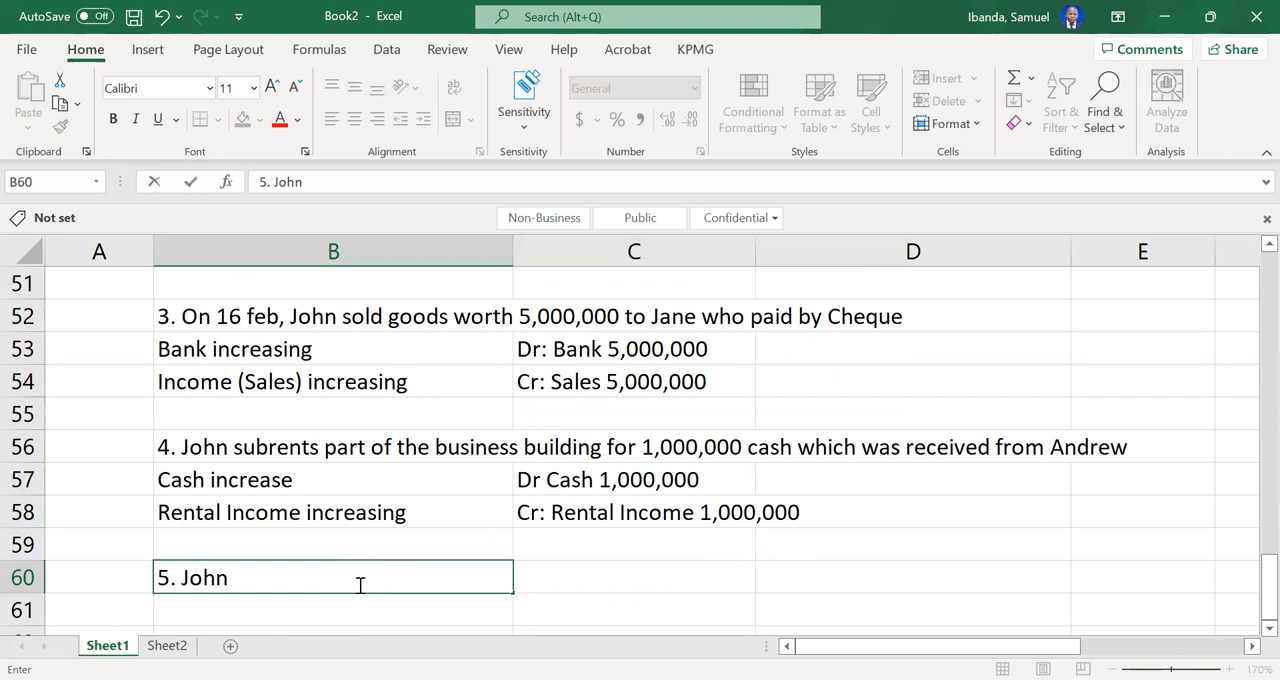 AutoSave Off Book2 - Excel Search (Alt+Q) Ibanda, Samuel
File Home Insert Page Layout Formulas Data Review View Help Acrobat KPMG Comments Share
Paste
Clipboard
Calibri 11 A A
B I U A
Font
Alignment
Sensitivity
Sensitivity
General
$ % 9
Number
Conditional Formatting
Format as Table
Cell Styles
Styles
Insert
Delete
Format
Cells
Sort & Filter
Find & Select
Editing
Analyze Data
Analysis
B60 fx 5. John
Not set Non-Business Public Confidential
A B C D E
51
52 3. On 16 feb, John sold goods worth 5,000,000 to Jane who paid by Cheque
53 Bank increasing Dr: Bank 5,000,000
54 Income (Sales) increasing Cr: Sales 5,000,000
55
56 4. John subrents part of the business building for 1,000,000 cash which was received from Andrew
57 Cash increase Dr Cash 1,000,000
58 Rental Income increasing Cr: Rental Income 1,000,000
59
60 5. John
61
Sheet1 Sheet2
Enter 170%